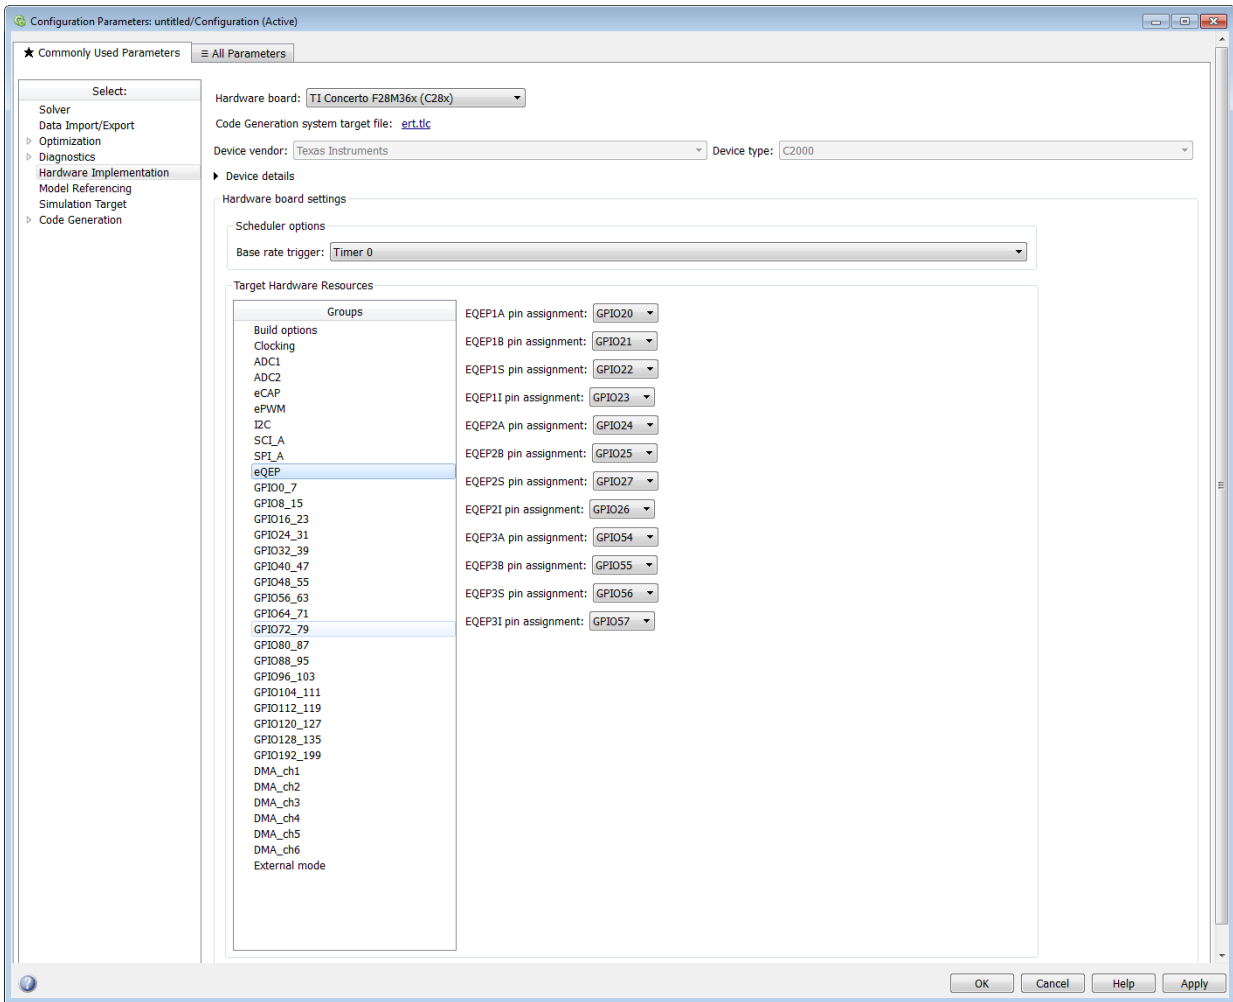 Configuration Parameters: untitled/Configuration (Active)
★ Commonly Used Parameters
≡ All Parameters
Select:
Solver
Data Import/Export
Optimization
Diagnostics
Hardware Implementation
Model Referencing
Simulation Target
Code Generation
Hardware board: TI Concerto F28M36x (C28x)
Code Generation system target file: ert.tlc
Device vendor: Texas Instruments Device type: C2000
Device details
Hardware board settings
Scheduler options
Base rate trigger: Timer 0
Target Hardware Resources
Groups
Build options
Clocking
ADC1
ADC2
eCAP
ePWM
I2C
SCI_A
SPI_A
eQEP
GPIO0_7
GPIO8_15
GPIO16_23
GPIO24_31
GPIO32_39
GPIO40_47
GPIO48_55
GPIO56_63
GPIO64_71
GPIO72_79
GPIO80_87
GPIO88_95
GPIO96_103
GPIO104_111
GPIO112_119
GPIO120_127
GPIO128_135
GPIO192_199
DMA_ch1
DMA_ch2
DMA_ch3
DMA_ch4
DMA_ch5
DMA_ch6
External mode
EQEP1A pin assignment: GPIO20
EQEP1B pin assignment: GPIO21
EQEP1S pin assignment: GPIO22
EQEP1I pin assignment: GPIO23
EQEP2A pin assignment: GPIO24
EQEP2B pin assignment: GPIO25
EQEP2S pin assignment: GPIO27
EQEP2I pin assignment: GPIO26
EQEP3A pin assignment: GPIO54
EQEP3B pin assignment: GPIO55
EQEP3S pin assignment: GPIO56
EQEP3I pin assignment: GPIO57
?
OK
Cancel
Help
Apply